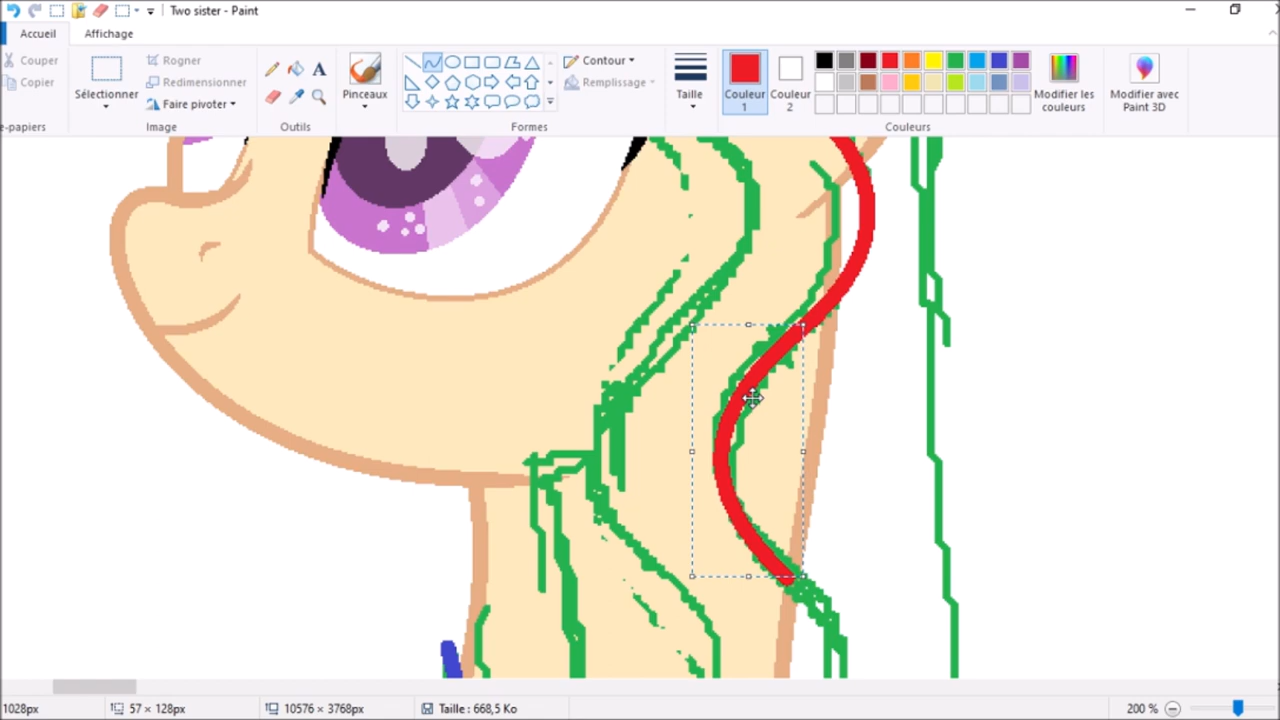 Two sister - Paint
Accueil Affichage
Couper
Copier
e-papiers
Sélectionner
Rogner
Redimensionner
Faire pivoter
Image
A
Outils
Pinceaux
Contour
Remplissage
Formes
Taille
Couleur 1
Couleur 2
Modifier les couleurs
Couleurs
Modifier avec Paint 3D
1028px 57 × 128px 10576 × 3768px Taille : 668,5 Ko 200 %